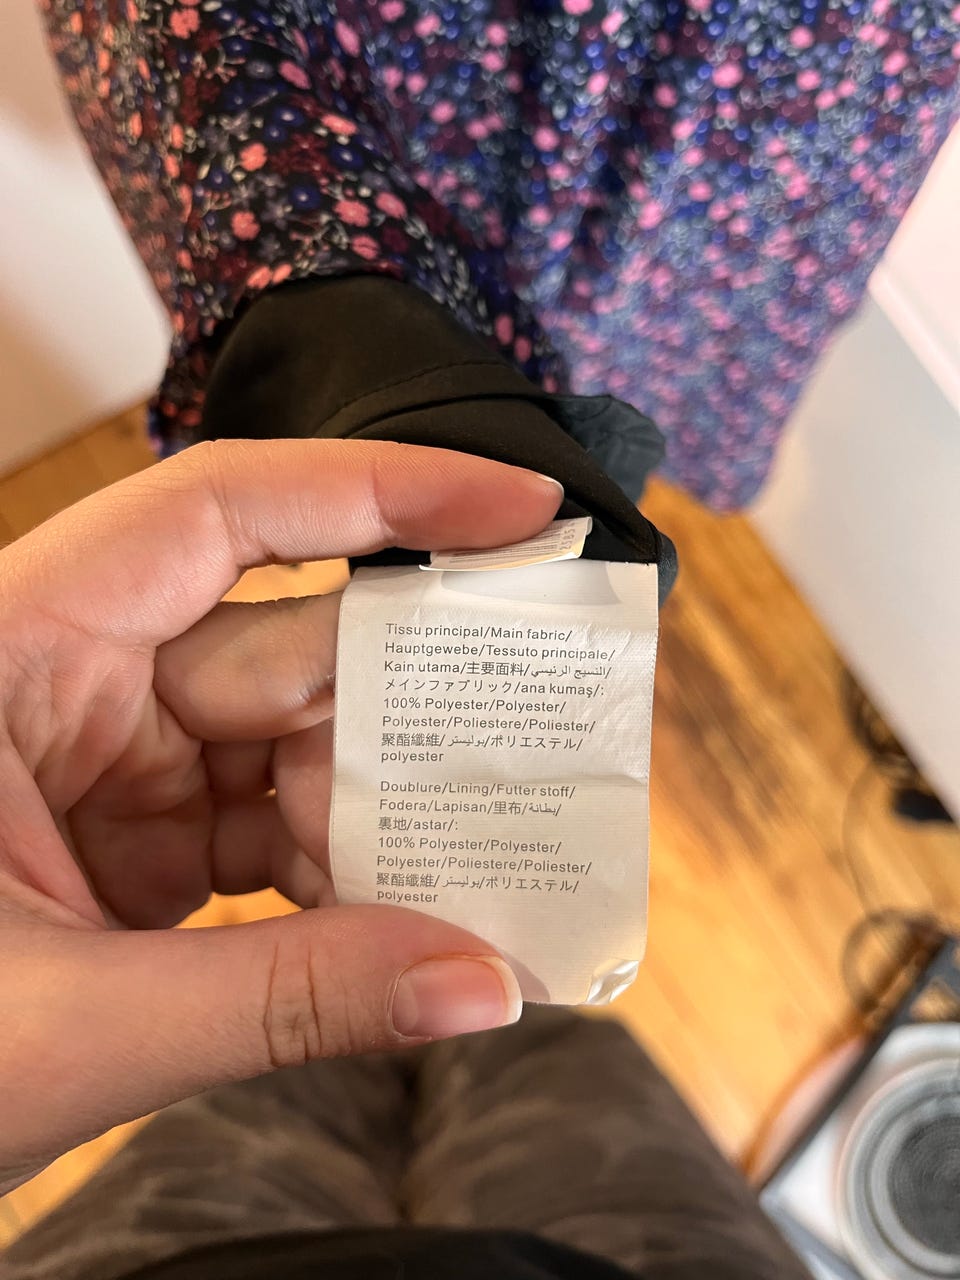 Tissu principal/Main fabric/
Hauptgewebe/Tessuto principale/
Kain utama/主要面料/النسيج الرئيسي/
メインファブリック/ana kumaş/:
100% Polyester/Polyester/
Polyester/Poliestere/Poliester/
聚酯纖維/بوليستر/ポリエステル/
polyester
Doublure/Lining/Futter stoff/
Fodera/Lapisan/里布/بطانة/
裏地/astar/:
100% Polyester/Polyester/
Polyester/Poliestere/Poliester/
聚酯纖維/بوليستر/ポリエステル/
polyester